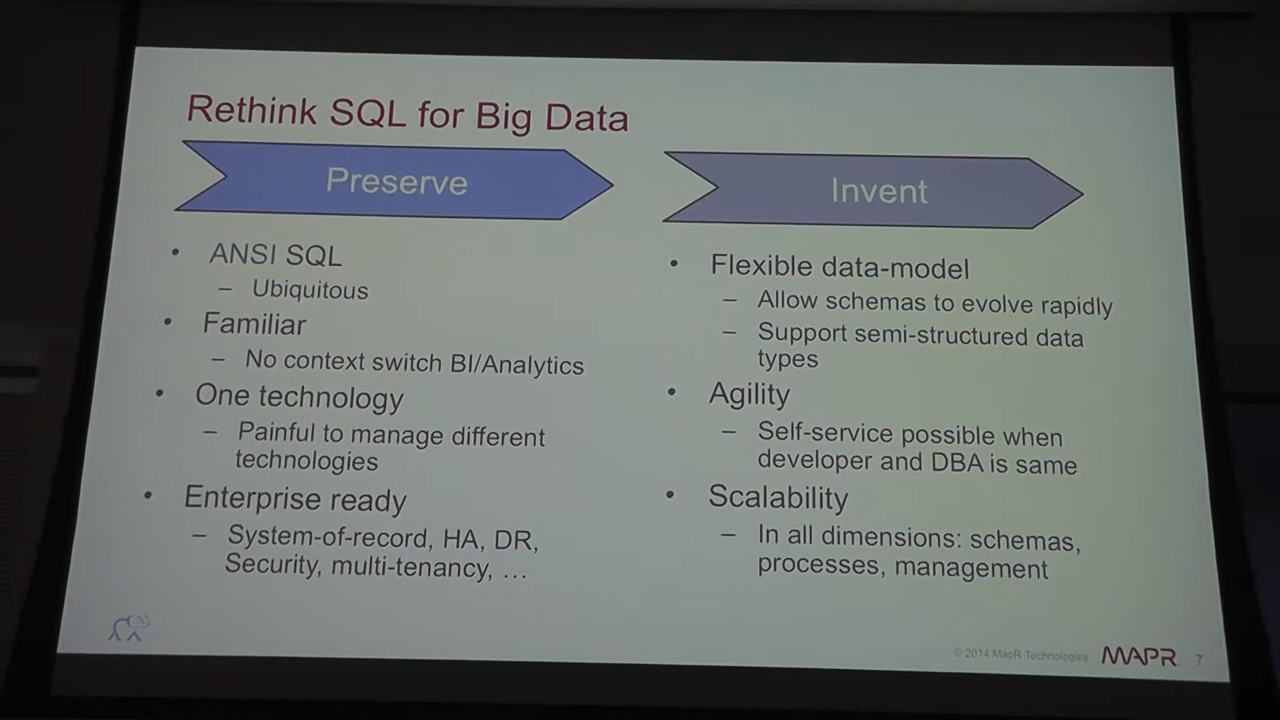 Rethink SQL for Big Data
Preserve
• ANSI SQL
– Ubiquitous
• Familiar
– No context switch BI/Analytics
• One technology
– Painful to manage different
technologies
• Enterprise ready
– System-of-record, HA, DR,
Security, multi-tenancy, …
Invent
• Flexible data-model
– Allow schemas to evolve rapidly
– Support semi-structured data
types
• Agility
– Self-service possible when
developer and DBA is same
• Scalability
– In all dimensions: schemas,
processes, management
© 2014 MapR Technologies MAPR 7